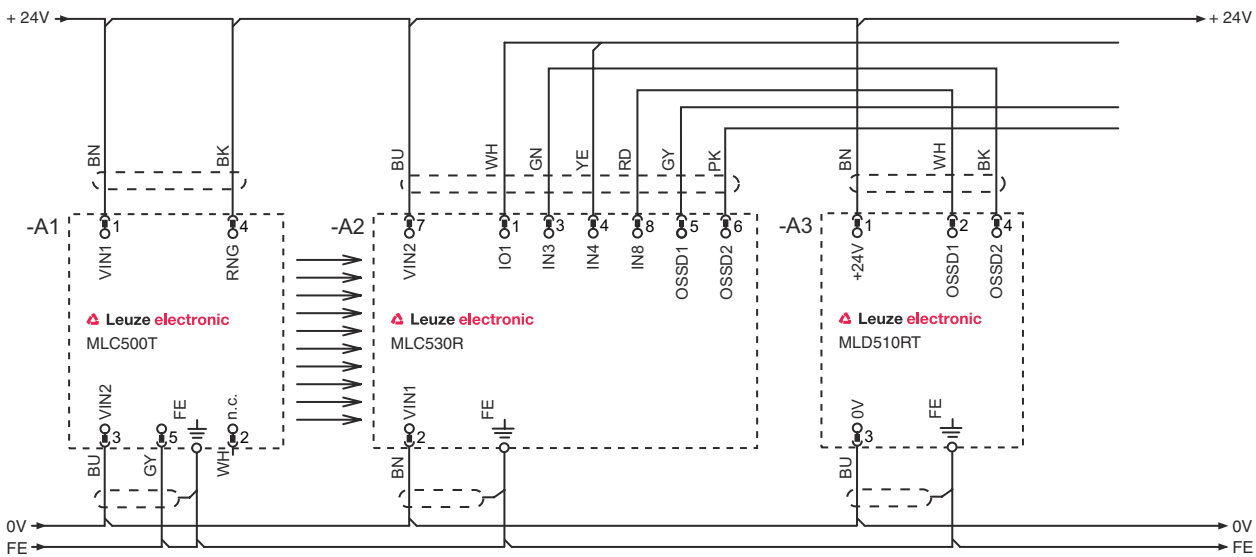 + 24V
+ 24V
BN
BK
BU
WH
GN
YE
RD
GY
PK
BN
WH
BK
-A1
1
4
-A2
7
1
3
4
8
5
6
-A3
1
2
4
VIN1
RNG
VIN2
IO1
IN3
IN4
IN8
OSSD1
OSSD2
+24V
OSSD1
OSSD2
Leuze electronic
Leuze electronic
Leuze electronic
MLC500T
MLC530R
MLD510RT
VIN2
FE
n.c.
VIN1
FE
0V
FE
3
5
2
2
3
BU
GY
WH
BN
BU
0V
0V
FE
FE